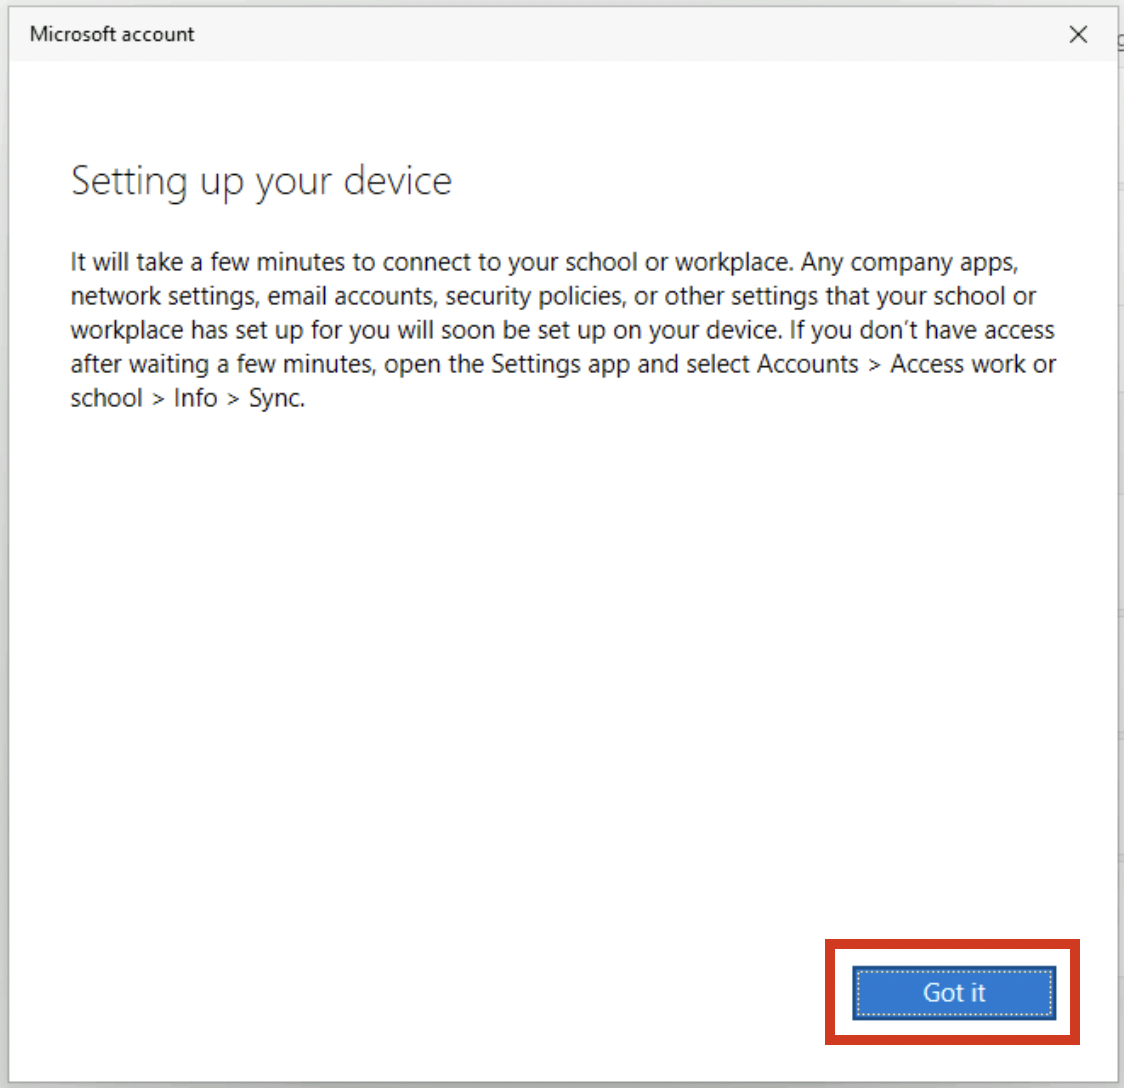 Microsoft account
Setting up your device
It will take a few minutes to connect to your school or workplace. Any company apps,
network settings, email accounts, security policies, or other settings that your school or
workplace has set up for you will soon be set up on your device. If you don’t have access
after waiting a few minutes, open the Settings app and select Accounts > Access work or
school > Info > Sync.
Got it